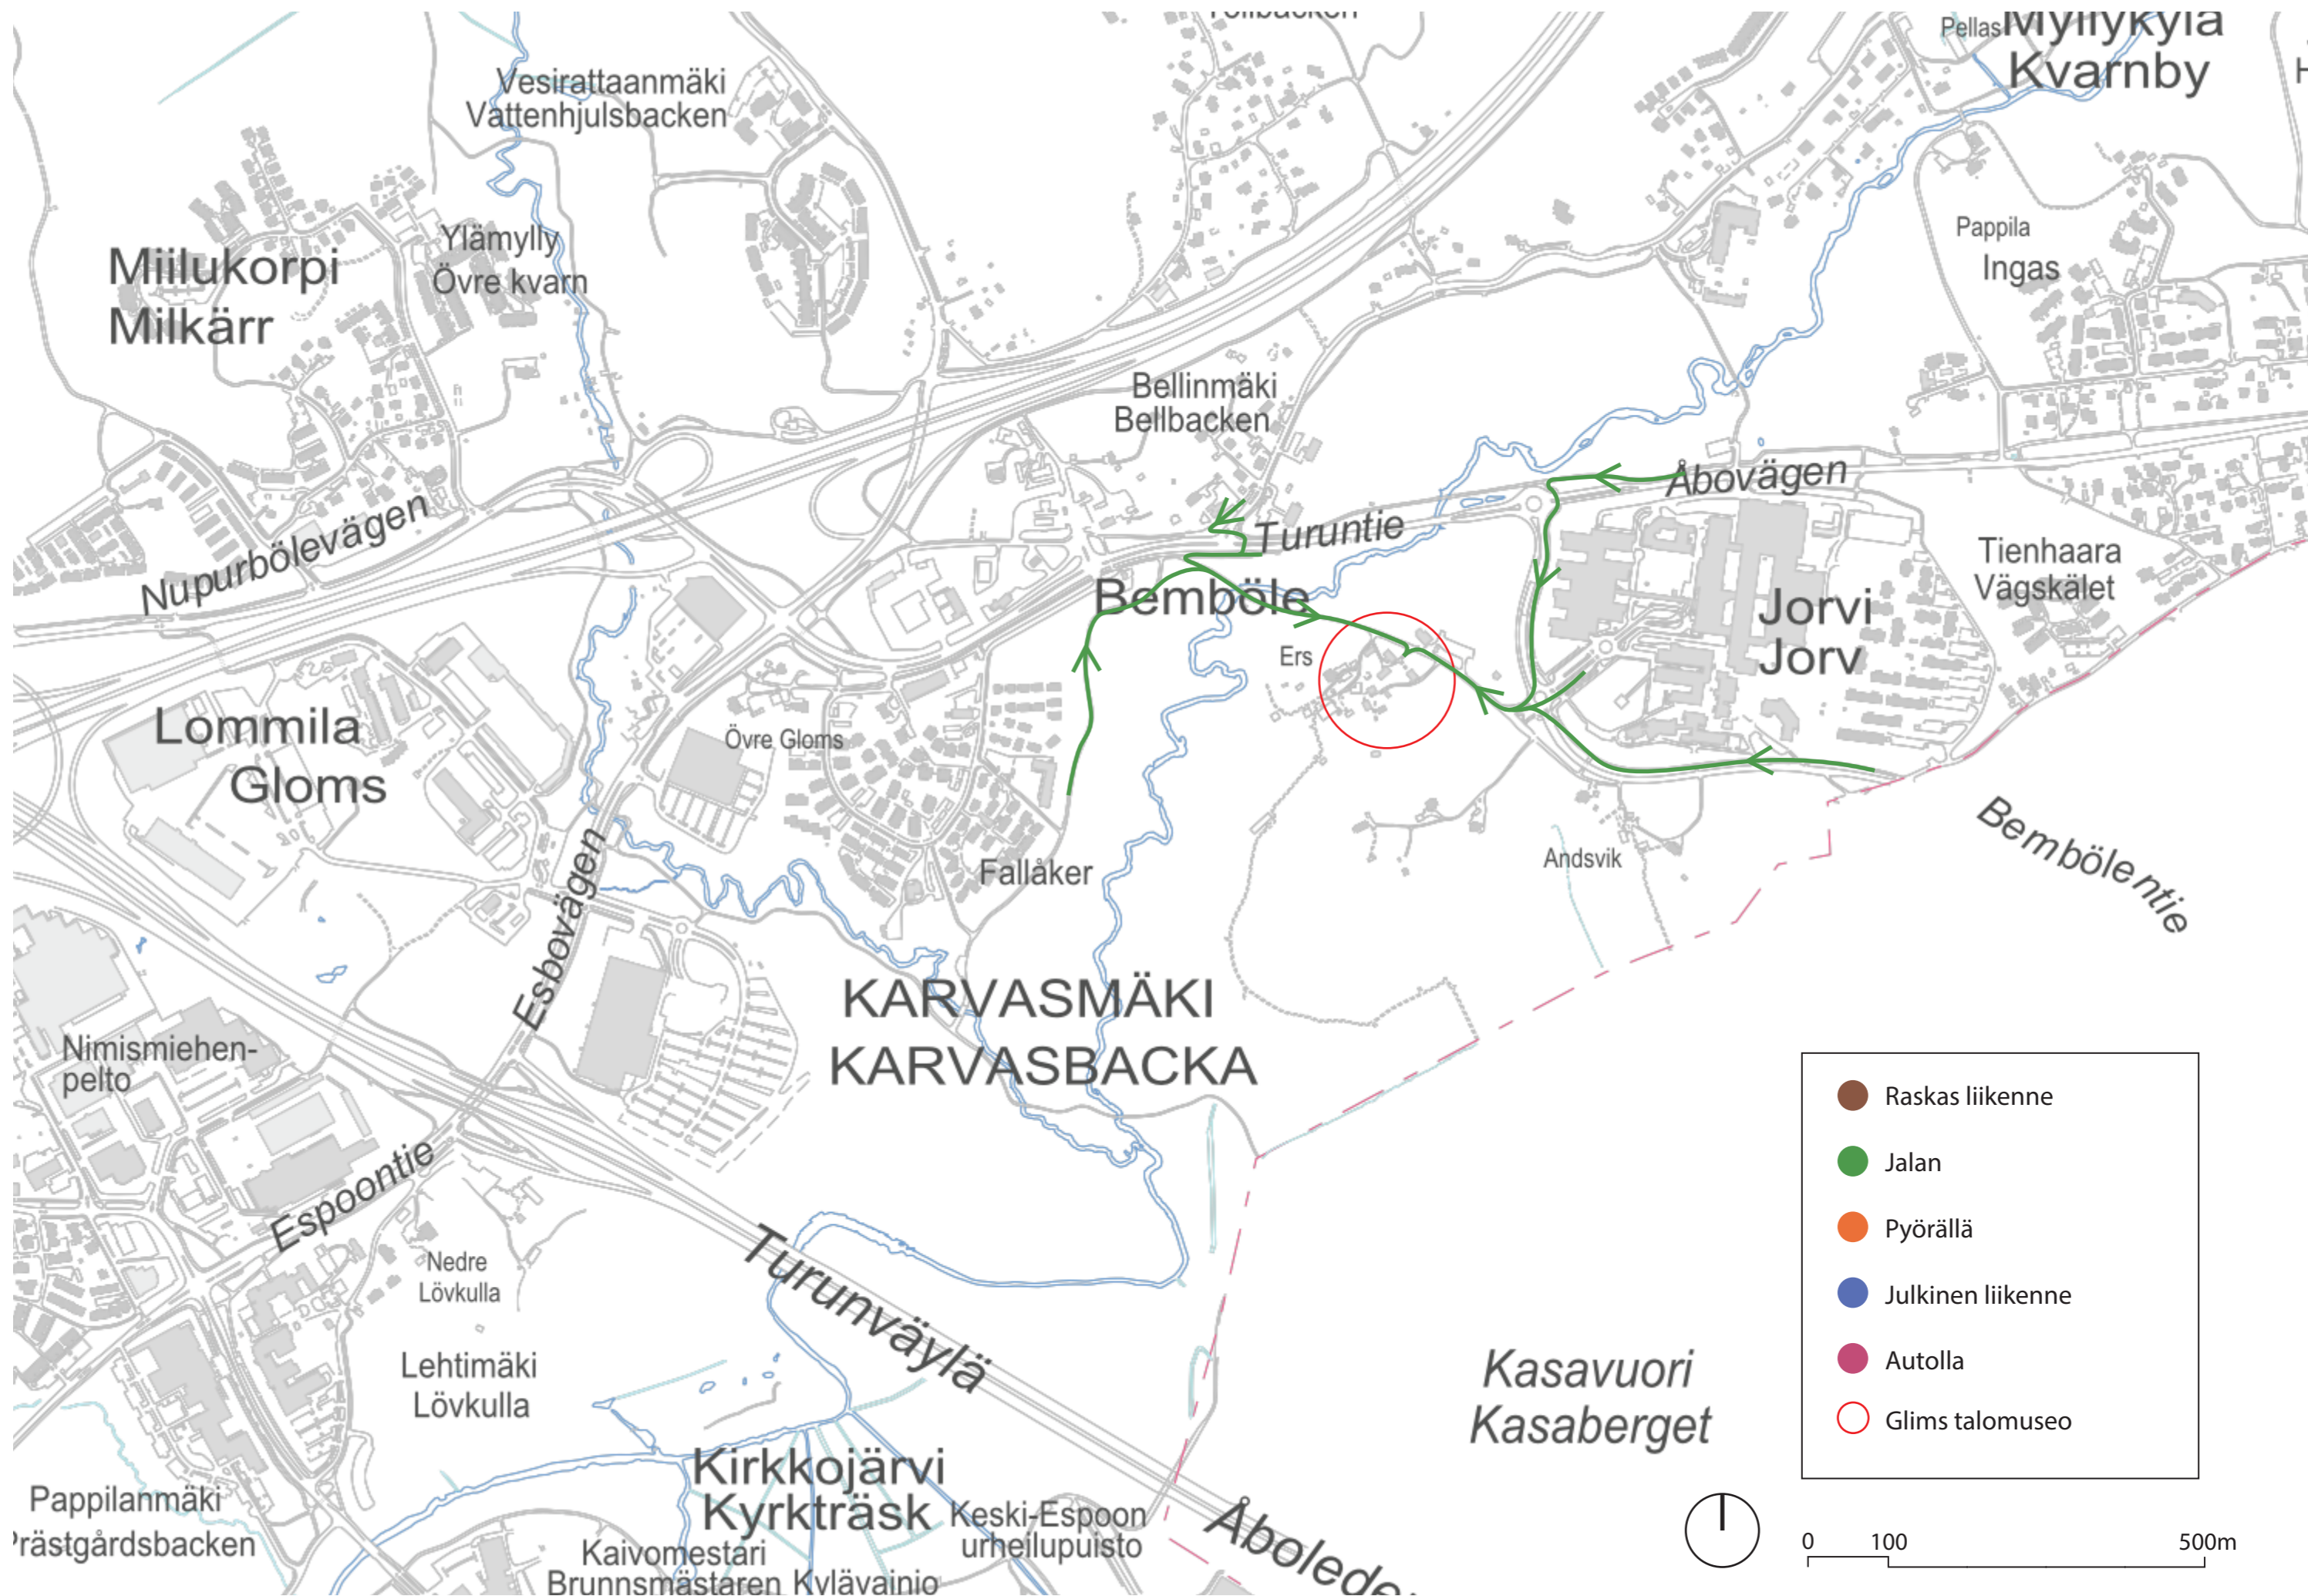 Pellas
Myllykylä
Kvarnby
Vesirattaanmäki
Vattenhjulsbacken
Pappila
Ingas
Ylämylly
Övre kvarn
Miilukorpi
Milkärr
Bellinmäki
Bellbacken
Åbovägen
Nupurbölevägen
Turuntie
Tienhaara
Vägskälet
Bemböle
Jorvi
Jorv
Ers
Lommila
Gloms
Övre Gloms
Bembölentie
Andsvik
Fallåker
Esbovägen
KARVASMÄKI
KARVASBACKA
Nimismiehen-
pelto
Raskas liikenne
Jalan
Pyörällä
Julkinen liikenne
Autolla
Glims talomuseo
Espoontie
Nedre
Lövkulla
Turunväylä
Lehtimäki
Lövkulla
Kasavuori
Kasaberget
Kirkkojärvi
Kyrkträsk
Pappilanmäki
Prästgårdsbacken
Keski-Espoon
urheilupuisto
Kaivomestari
Brunnsmästaren
Kylävainio
0 100 500m